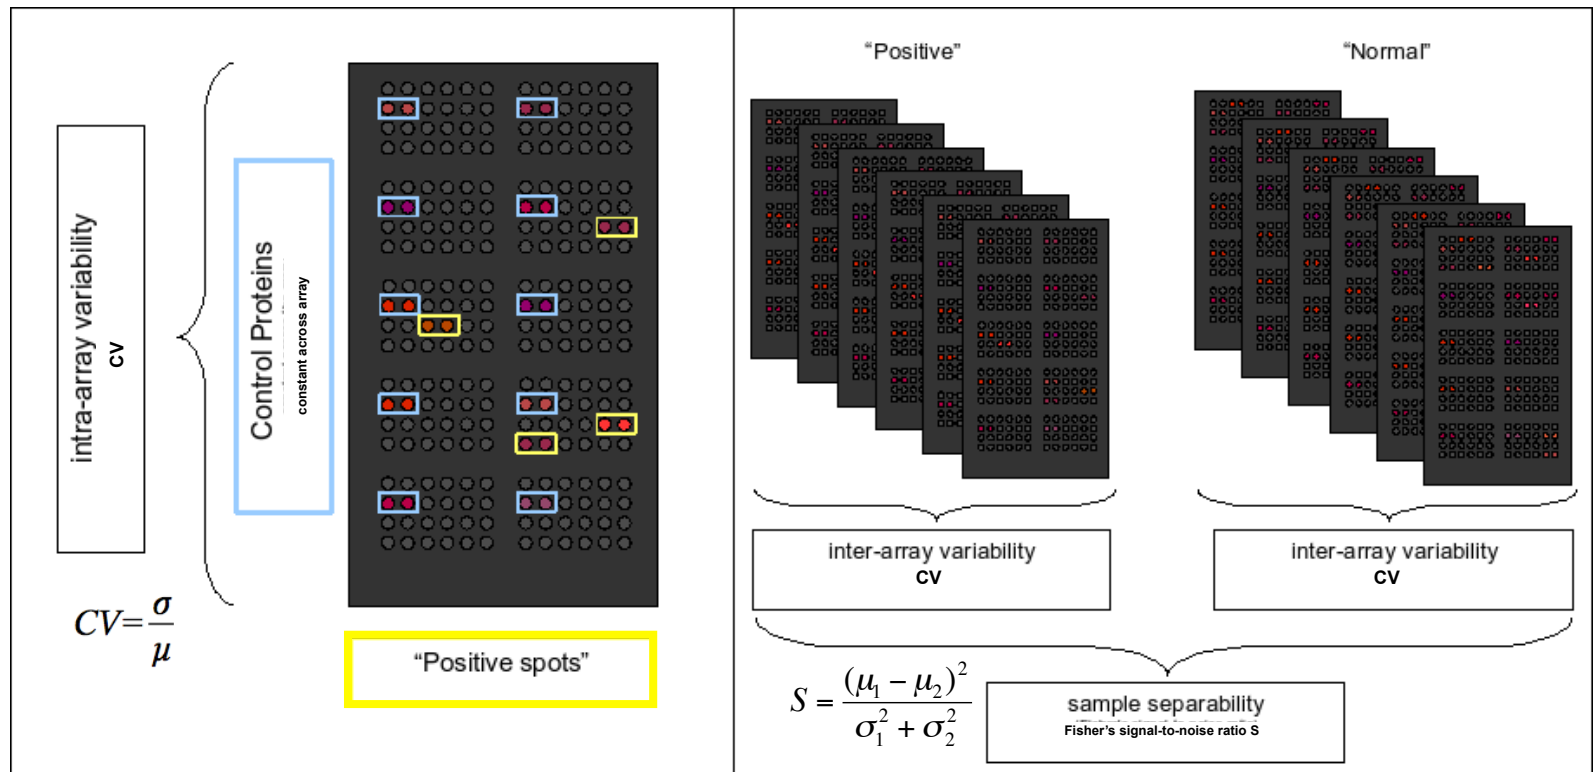 intra-array variability
CV
Control Proteins
constant across array
CV=σ/μ
"Positive spots"
"Positive"
"Normal"
inter-array variability
CV
inter-array variability
CV
S = (μ₁ − μ₂)² / σ₁² + σ₂²
sample separability
Fisher's signal-to-noise ratio S